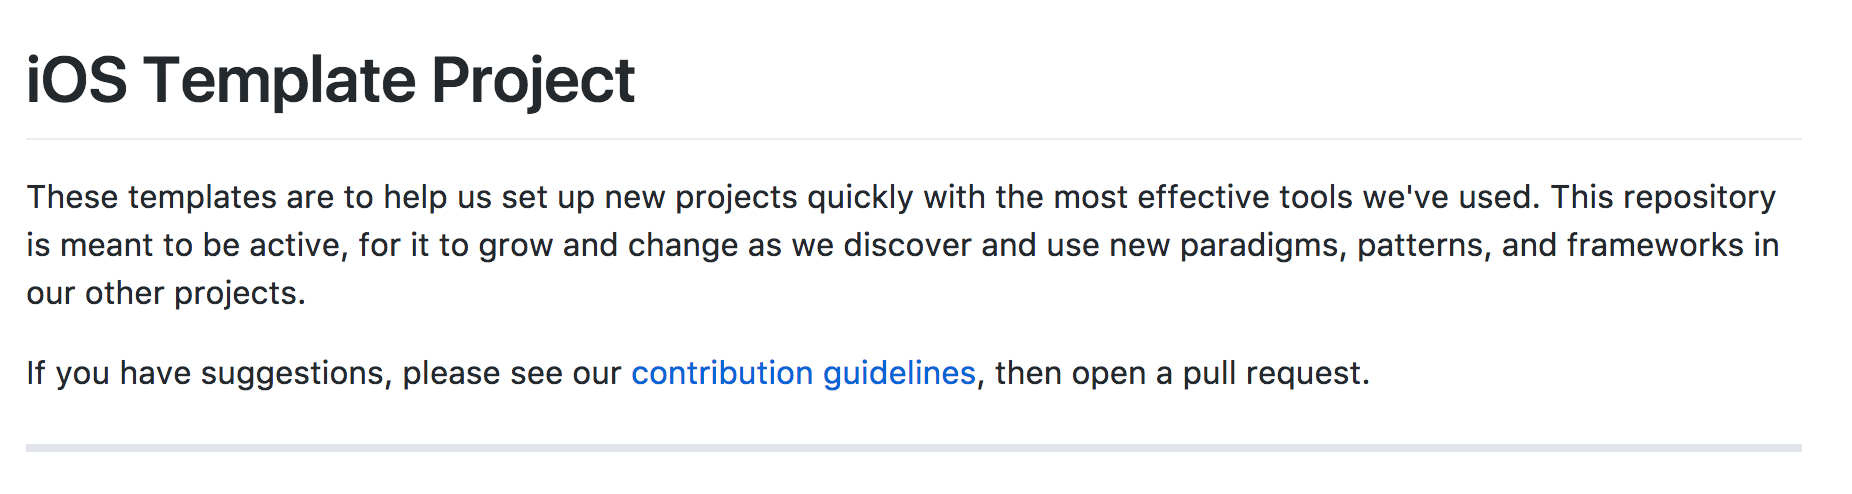 iOS Template Project
These templates are to help us set up new projects quickly with the most effective tools we've used. This repository
is meant to be active, for it to grow and change as we discover and use new paradigms, patterns, and frameworks in
our other projects.
If you have suggestions, please see our contribution guidelines, then open a pull request.